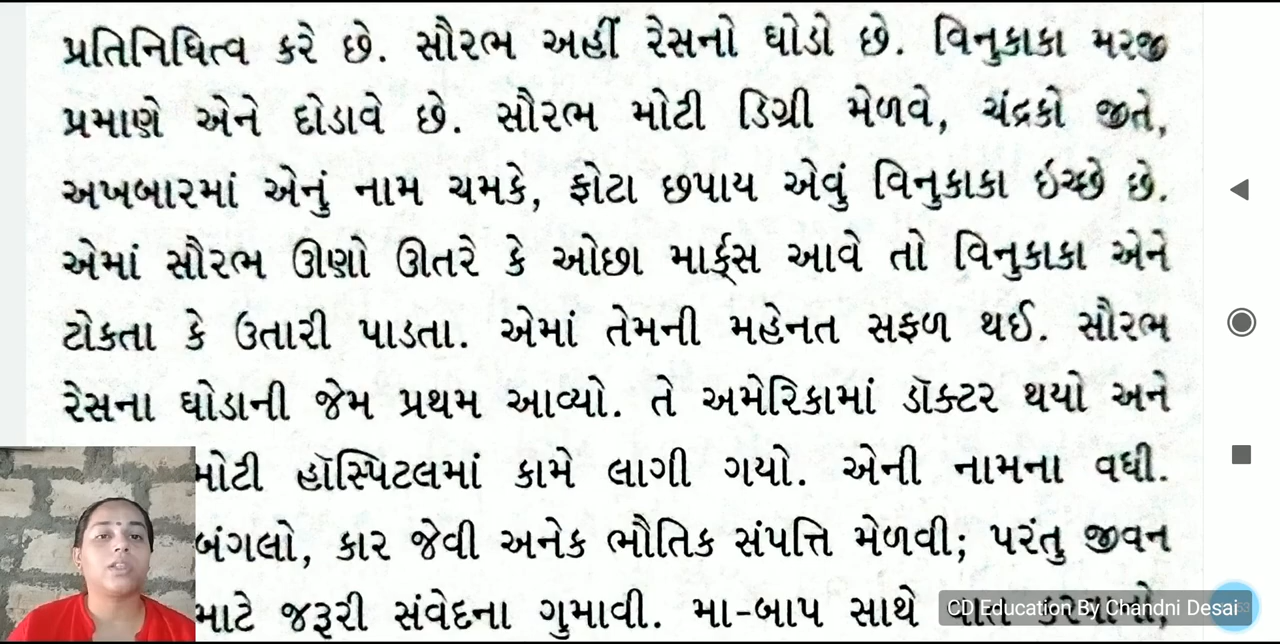 પ્રતિનિધિત્વ કરે છે. સૌરભ અહીં રેસનો ઘોડો છે. વિનુકાકા મરજી
પ્રમાણે એને દોડાવે છે. સૌરભ મોટી ડિગ્રી મેળવે, ચંદ્રકો જીતે,
અખબારમાં એનું નામ ચમકે, ફોટા છપાય એવું વિનુકાકા ઇચ્છે છે.
એમાં સૌરભ ઊણો ઊતરે કે ઓછા માર્ક્સ આવે તો વિનુકાકા એને
ટોકતા કે ઉતારી પાડતા. એમાં તેમની મહેનત સફળ થઈ. સૌરભ
રેસના ઘોડાની જેમ પ્રથમ આવ્યો. તે અમેરિકામાં ડૉક્ટર થયો અને
મોટી હૉસ્પિટલમાં કામે લાગી ગયો. એની નામના વધી.
બંગલો, કાર જેવી અનેક ભૌતિક સંપત્તિ મેળવી; પરંતુ જીવન
માટે જરૂરી સંવેદના ગુમાવી. મા-બાપ સાથે
CD Education By Chandni Desai